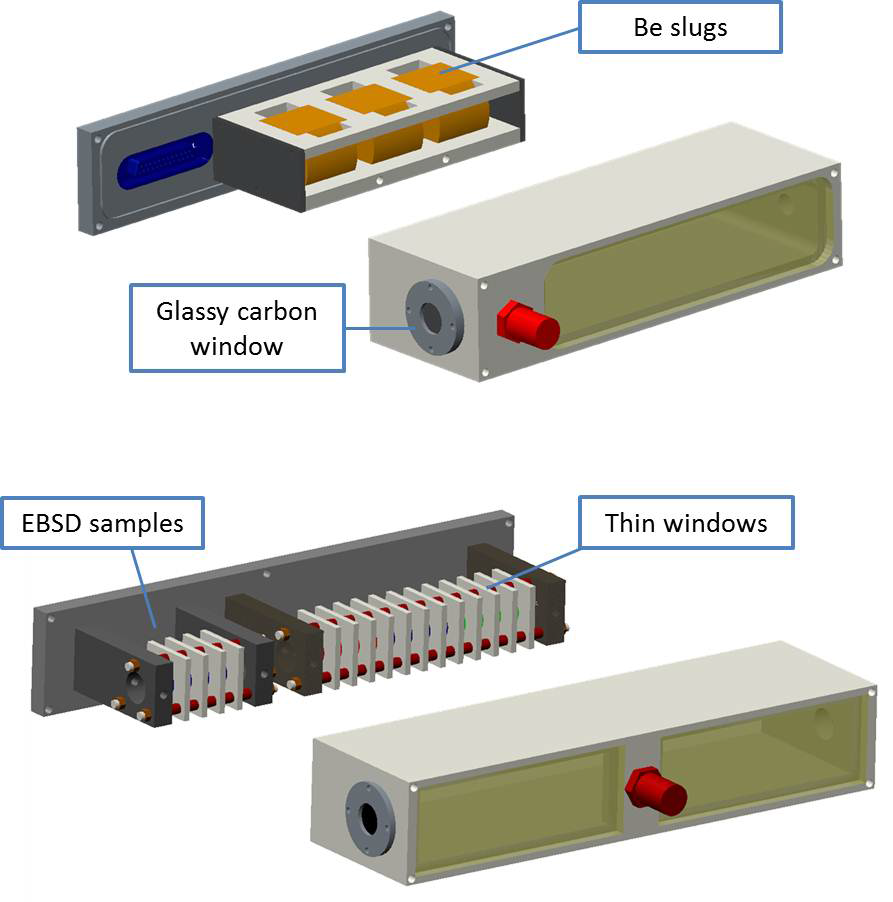 Be slugs
Glassy carbon
window
EBSD samples
Thin windows